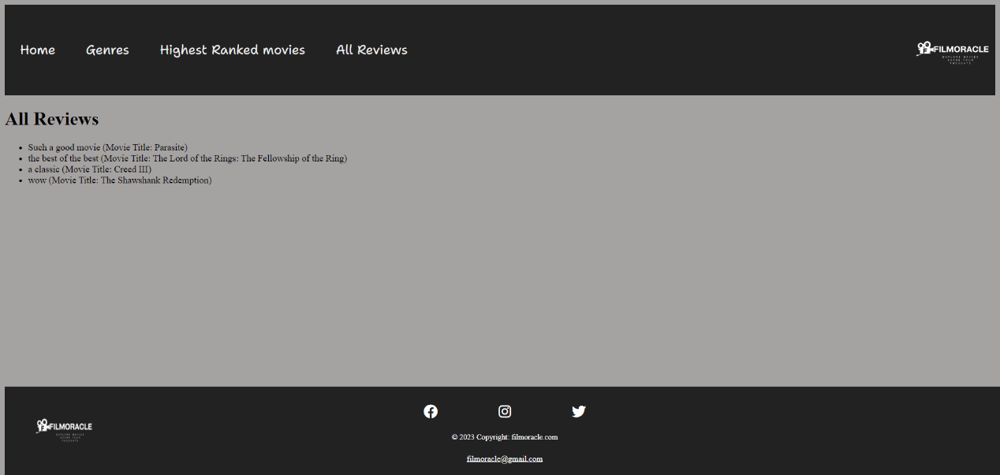 Home Genres Highest Ranked movies All Reviews
FILMORACLE
EXPLORE MOVIES
SHARE YOUR
THOUGHTS
All Reviews
• Such a good movie (Movie Title: Parasite)
• the best of the best (Movie Title: The Lord of the Rings: The Fellowship of the Ring)
• a classic (Movie Title: Creed III)
• wow (Movie Title: The Shawshank Redemption)
FILMORACLE
EXPLORE MOVIES
SHARE YOUR
THOUGHTS
© 2023 Copyright: filmoracle.com
filmoracle@gmail.com